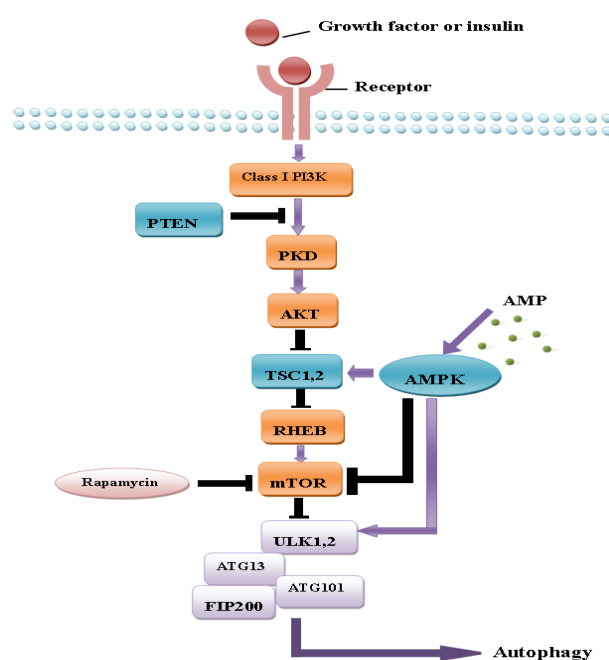 Growth factor or insulin
Receptor
Class I PI3K
PTEN
PKD
AKT
AMP
TSC1,2
AMPK
RHEB
Rapamycin
mTOR
ULK1,2
ATG13
ATG101
FIP200
Autophagy